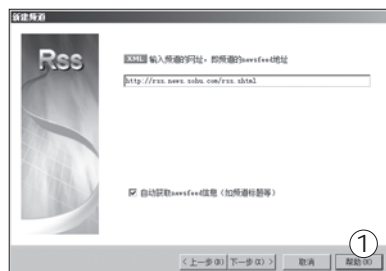 新建频道
Rss
XML 输入频道的网址，即频道的newsfeed地址
http://rss.news.sohu.com/rss.shtml
自动获取newsfeed信息（如频道标题等）
<上一步(B) 下一步(N)> 取消 帮助(H)
1